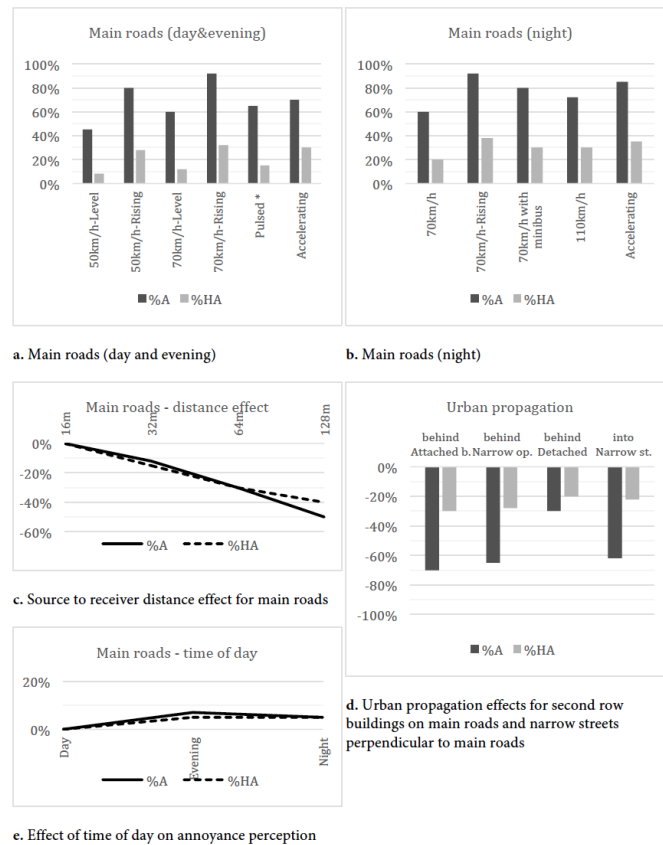 Main roads (day&evening)
100%
80%
60%
40%
20%
0%
50km/h-Level
50km/h-Rising
70km/h-Level
70km/h-Rising
Pulsed *
Accelerating
%A %HA
a. Main roads (day and evening)
Main roads (night)
100%
80%
60%
40%
20%
0%
70km/h
70km/h-Rising
70km/h with
minibus
110km/h
Accelerating
%A %HA
b. Main roads (night)
Main roads - distance effect
16m
32m
64m
128m
0%
-20%
-40%
-60%
%A %HA
c. Source to receiver distance effect for main roads
Urban propagation
behind behind behind into
Attached b. Narrow op. Detached Narrow st.
0%
-20%
-40%
-60%
-80%
-100%
%A %HA
d. Urban propagation effects for second row
buildings on main roads and narrow streets
perpendicular to main roads
Main roads - time of day
20%
0%
Day
Evening
Night
%A %HA
e. Effect of time of day on annoyance perception